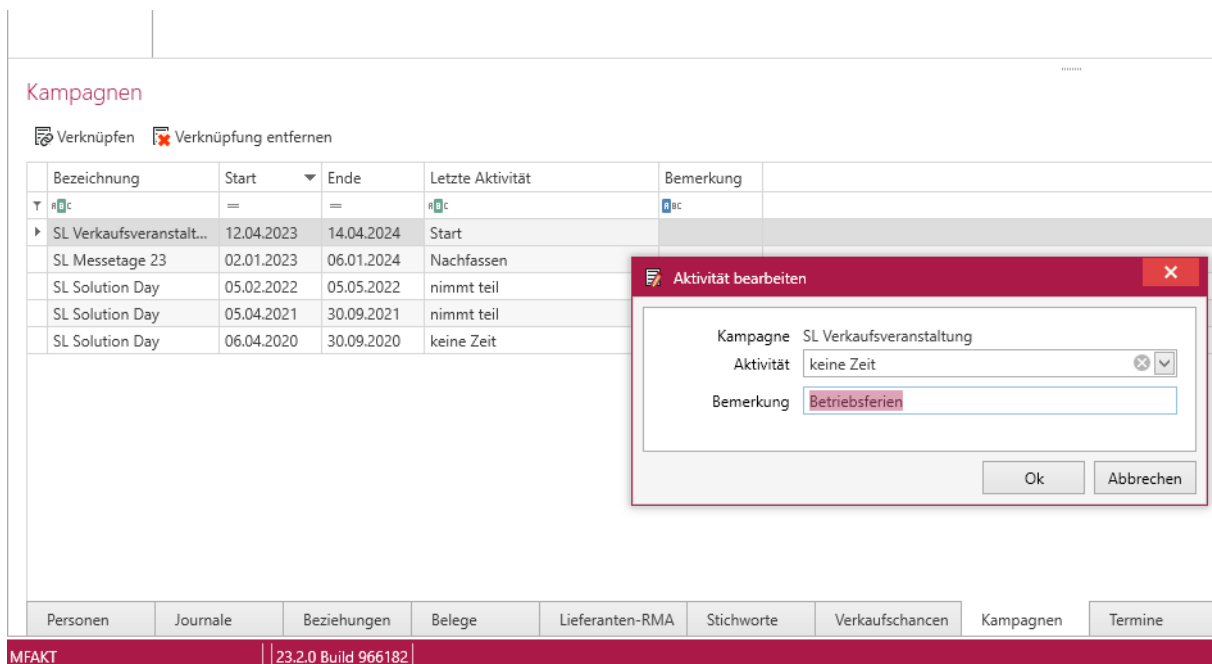 Kampagnen
Verknüpfen Verknüpfung entfernen
Bezeichnung Start Ende Letzte Aktivität Bemerkung
ABC = = ABC ABC
SL Verkaufsveranstalt... 12.04.2023 14.04.2024 Start
SL Messetage 23 02.01.2023 06.01.2024 Nachfassen
SL Solution Day 05.02.2022 05.05.2022 nimmt teil
SL Solution Day 05.04.2021 30.09.2021 nimmt teil
SL Solution Day 06.04.2020 30.09.2020 keine Zeit
Aktivität bearbeiten
Kampagne SL Verkaufsveranstaltung
Aktivität keine Zeit
Bemerkung Betriebsferien
Ok Abbrechen
Personen Journale Beziehungen Belege Lieferanten-RMA Stichworte Verkaufschancen Kampagnen Termine
MFAKT 23.2.0 Build 966182